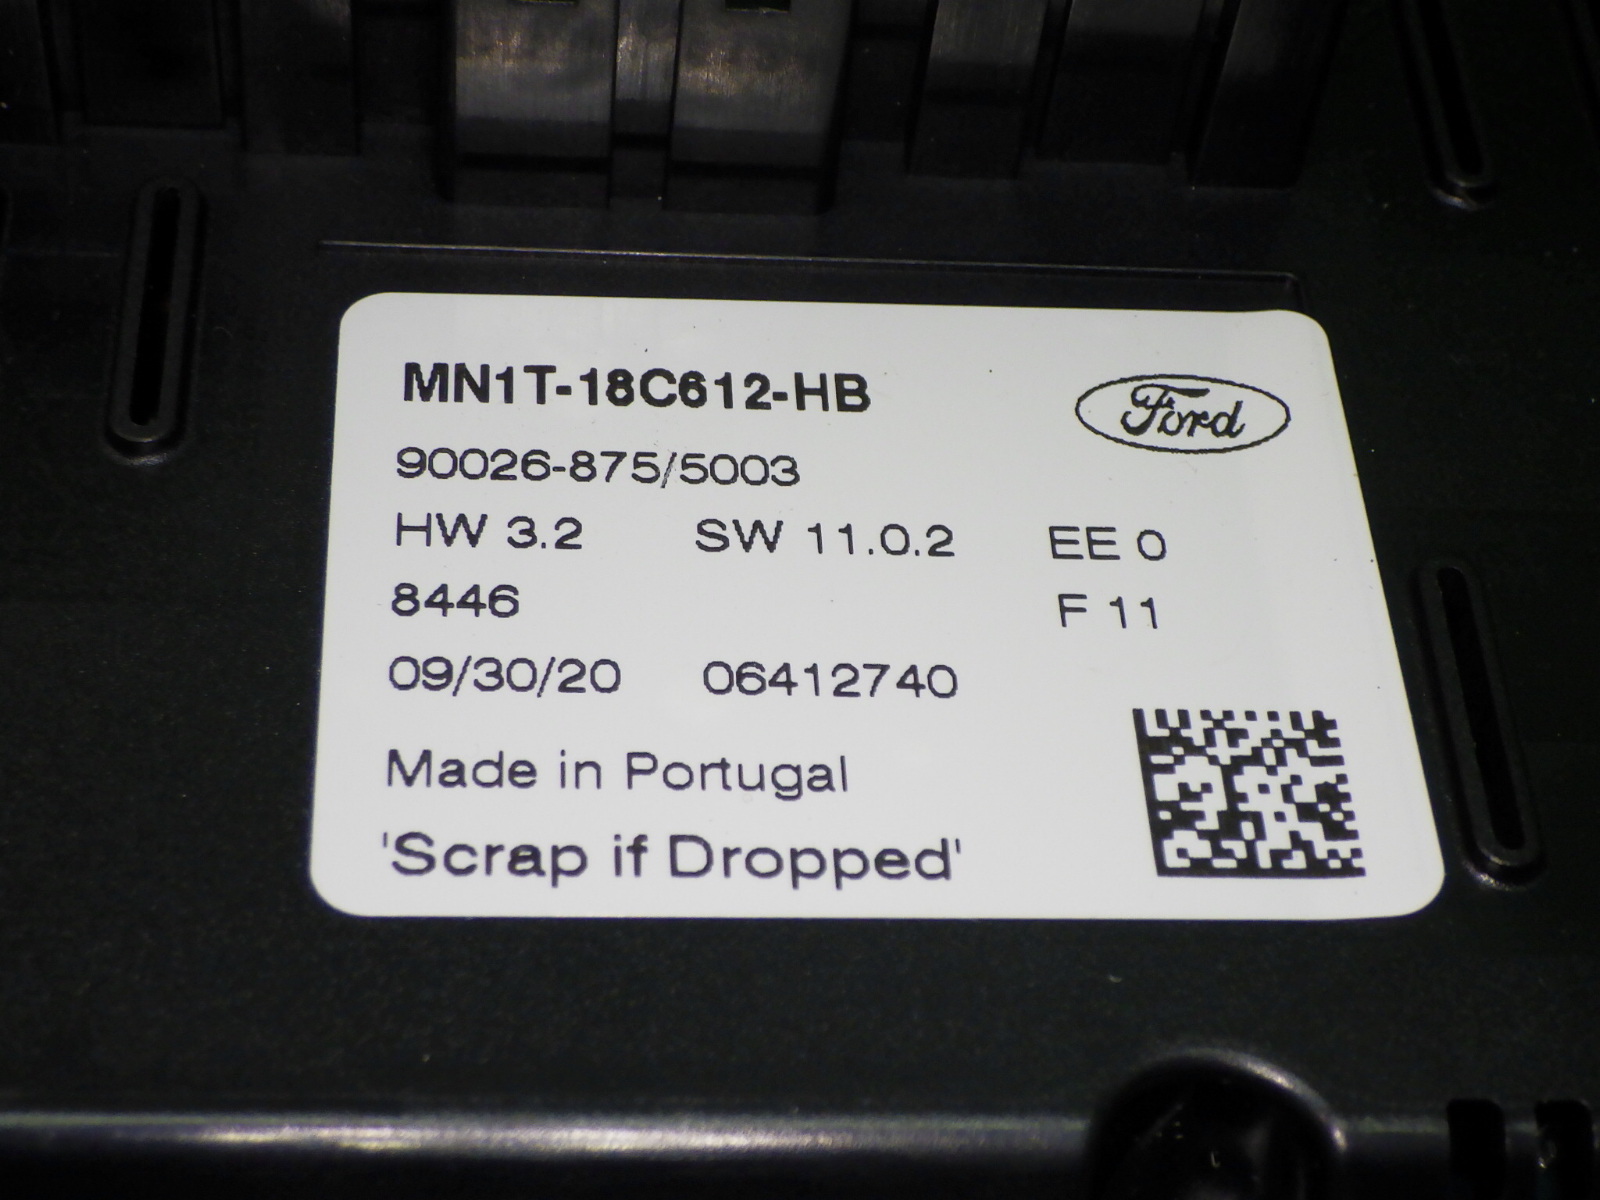 MN1T-18C612-HB
Ford
90026-875/5003
HW 3.2 SW 11.0.2 EE 0
8446 F 11
09/30/20 06412740
Made in Portugal
'Scrap if Dropped'